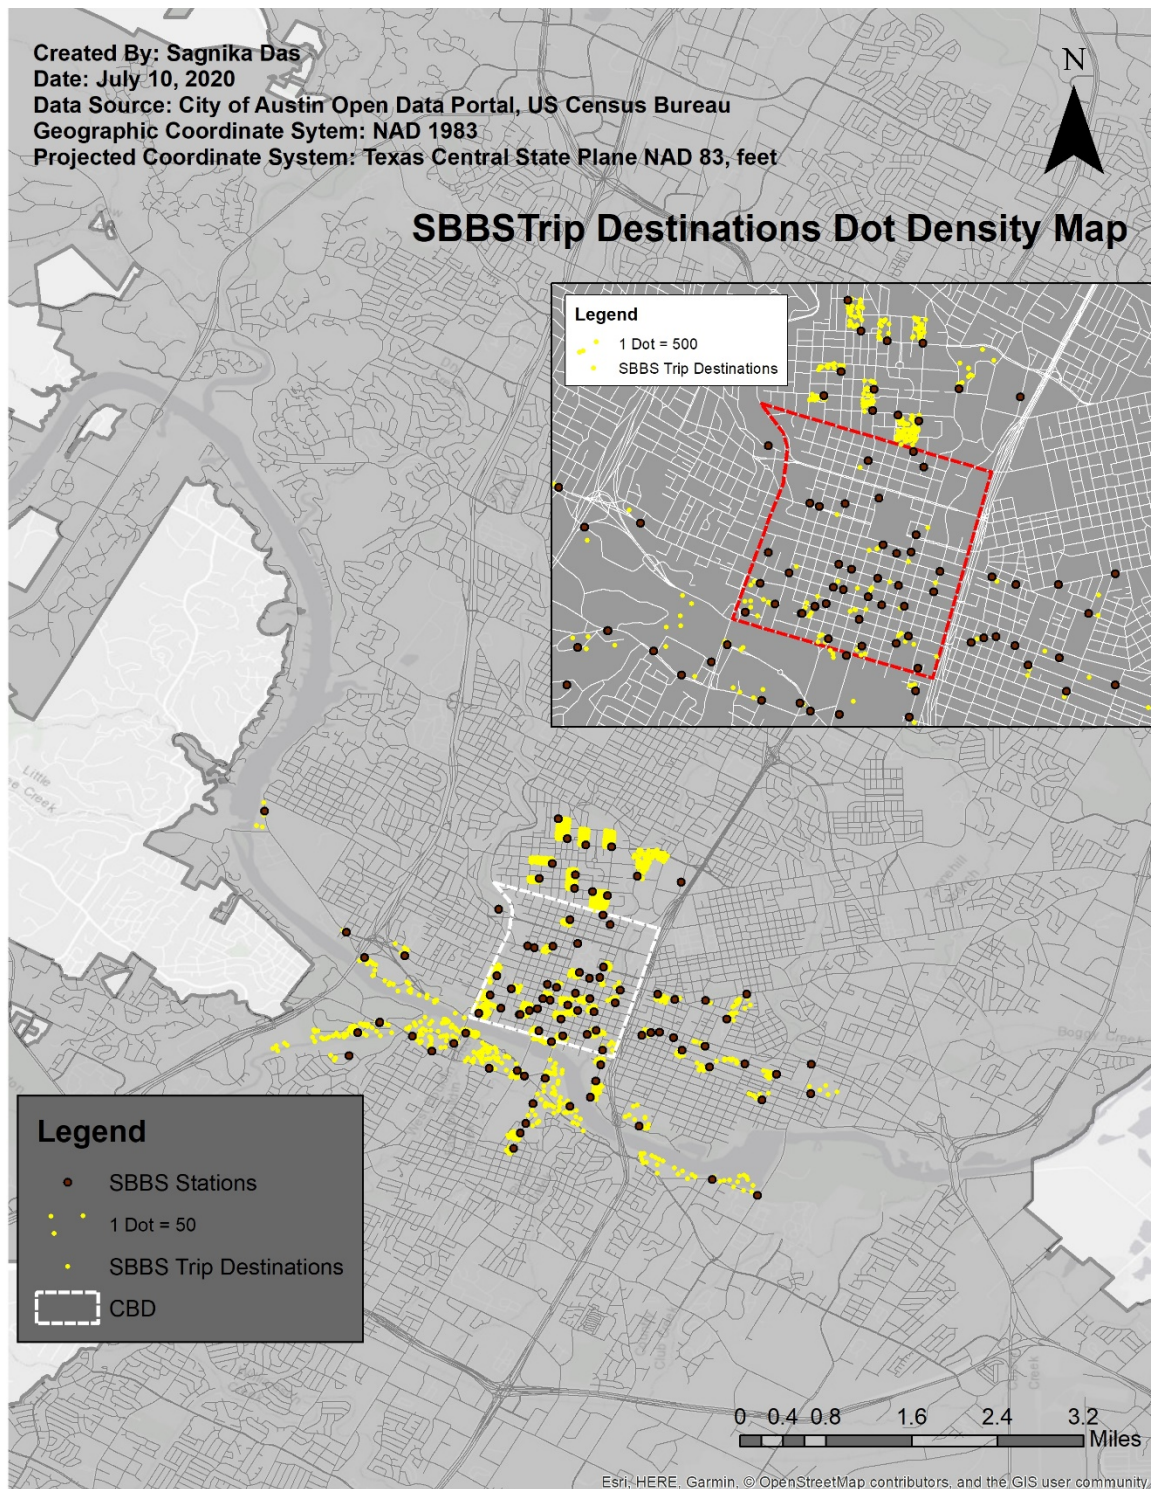 Created By: Sagnika Das
Date: July 10, 2020
Data Source: City of Austin Open Data Portal, US Census Bureau
Geographic Coordinate Sytem: NAD 1983
Projected Coordinate System: Texas Central State Plane NAD 83, feet
N
SBBSTrip Destinations Dot Density Map
Legend
1 Dot = 500
SBBS Trip Destinations
Little
ee Creek
Boggy Creek
Legend
SBBS Stations
1 Dot = 50
SBBS Trip Destinations
CBD
Creek
0 0.4 0.8 1.6 2.4 3.2
Miles
Esri, HERE, Garmin, © OpenStreetMap contributors, and the GIS user community